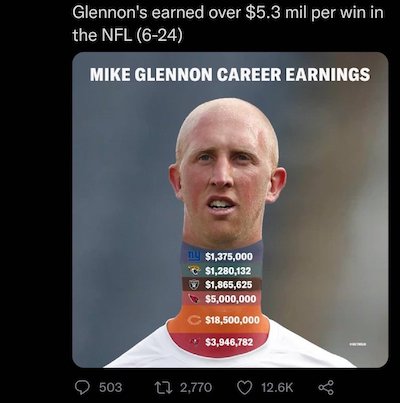 Glennon's earned over $5.3 mil per win in
the NFL (6-24)
MIKE GLENNON CAREER EARNINGS
ny $1,375,000
$1,280,132
$1,865,625
$5,000,000
$18,500,000
$3,946,782
503
2,770
12.6K